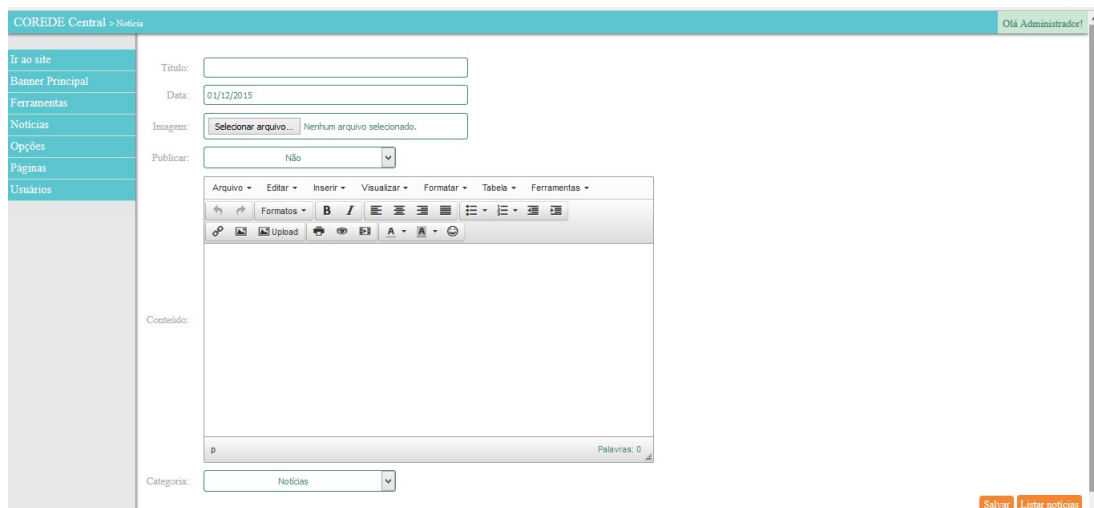 COREDE Central > Noticia
Olá Administrador!
Ir ao site
Banner Principal
Ferramentas
Notícias
Opções
Páginas
Usuários
Título:
Data: 01/12/2015
Imagem: Selecionar arquivo... Nenhum arquivo selecionado.
Publicar: Não
Arquivo Editar Inserir Visualizar Formatar Tabela Ferramentas
Formatos B I
Upload A A
Conteúdo:
p Palavras: 0
Categoria: Notícias
Salvar Listar notícias